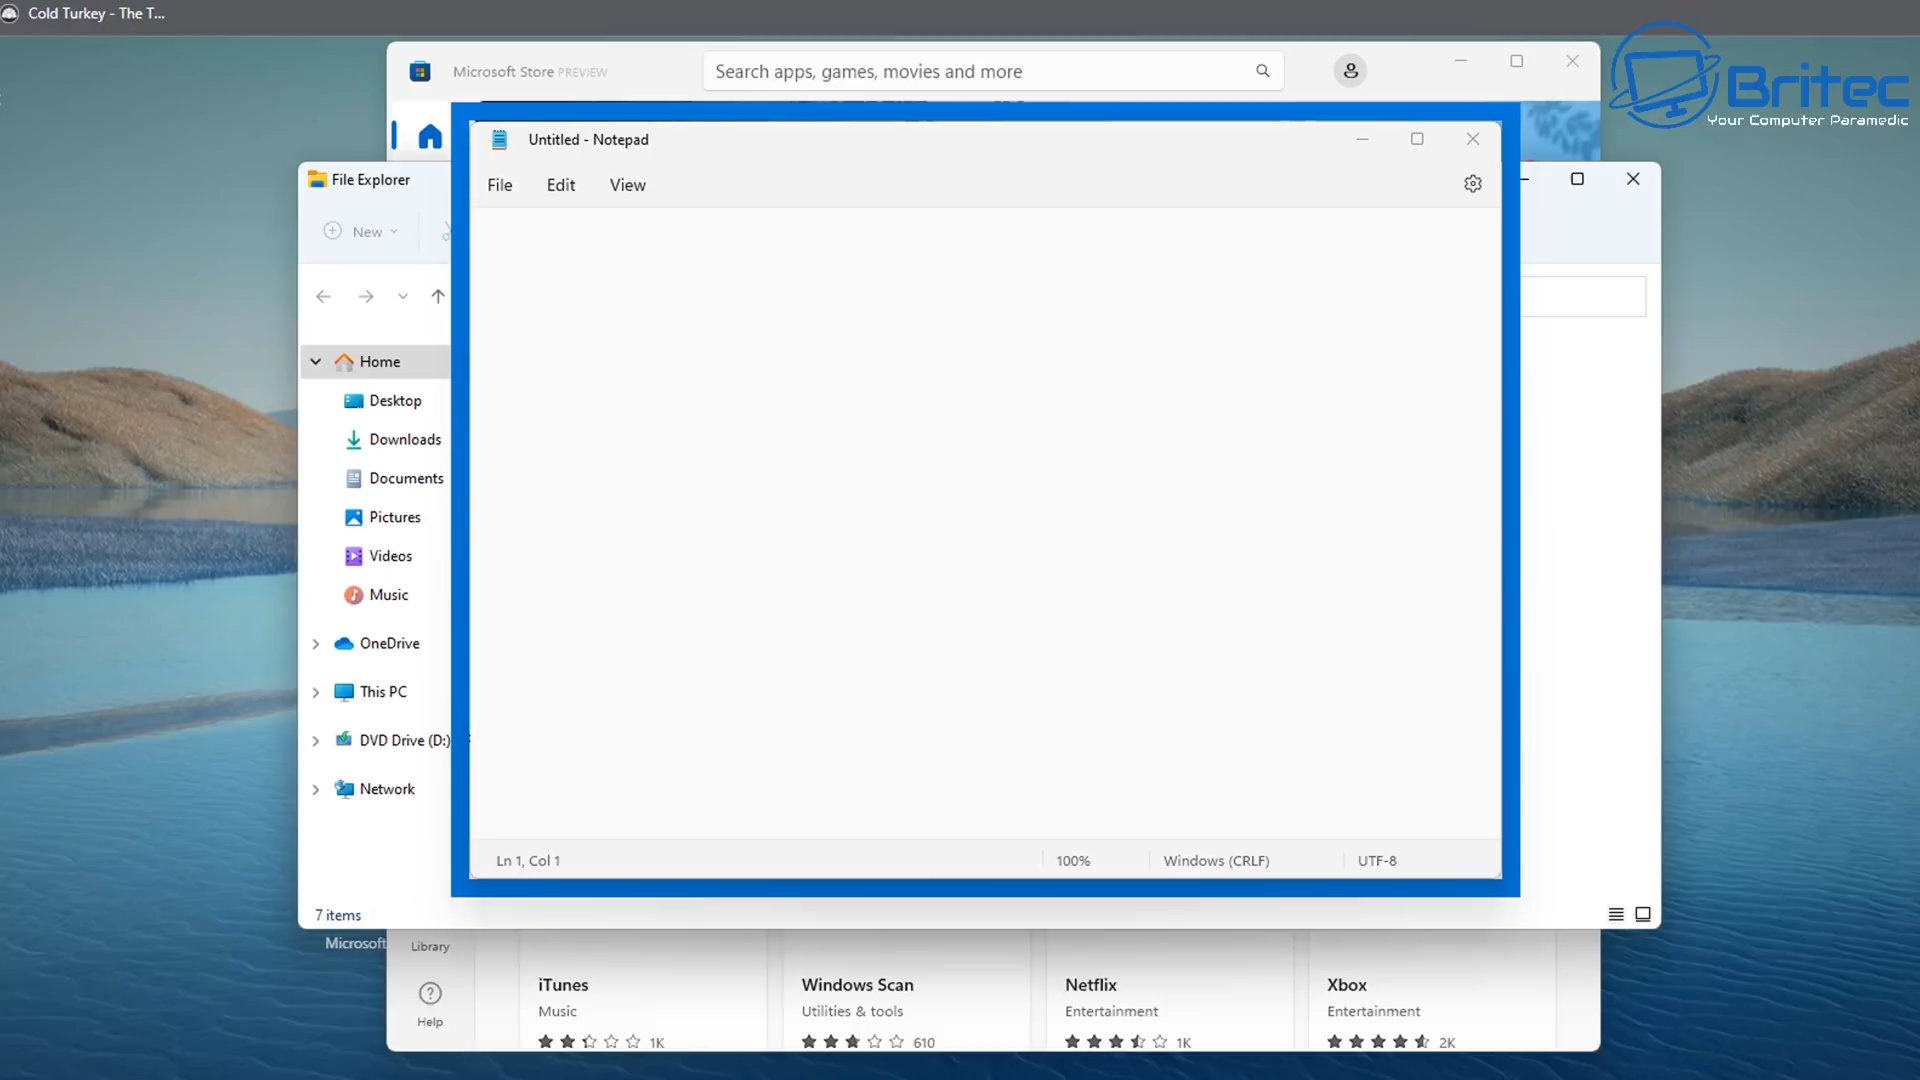 Cold Turkey - The T...
Microsoft Store PREVIEW
Search apps, games, movies and more
Britec
Your Computer Paramedic
Untitled - Notepad
File Edit View
File Explorer
New
Home
Desktop
Downloads
Documents
Pictures
Videos
Music
OneDrive
This PC
DVD Drive (D:)
Network
Ln 1, Col 1
100%
Windows (CRLF)
UTF-8
7 items
Microsoft
Library
Help
iTunes
Music
1K
Windows Scan
Utilities & tools
610
Netflix
Entertainment
1K
Xbox
Entertainment
2K